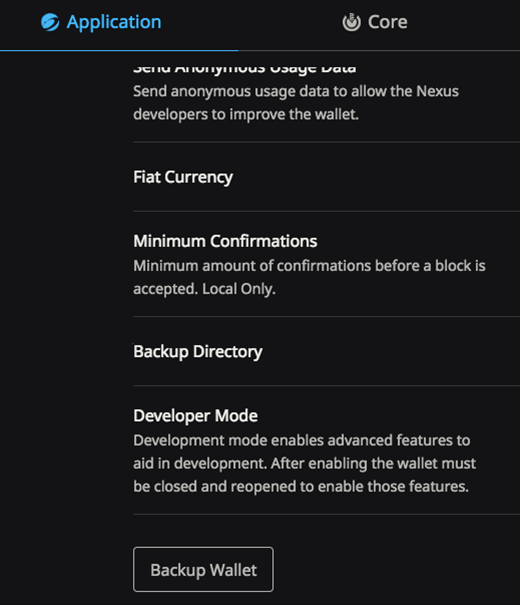 Application
Core
Send Anonymous Usage Data
Send anonymous usage data to allow the Nexus
developers to improve the wallet.
Fiat Currency
Minimum Confirmations
Minimum amount of confirmations before a block is
accepted. Local Only.
Backup Directory
Developer Mode
Development mode enables advanced features to
aid in development. After enabling the wallet must
be closed and reopened to enable those features.
Backup Wallet